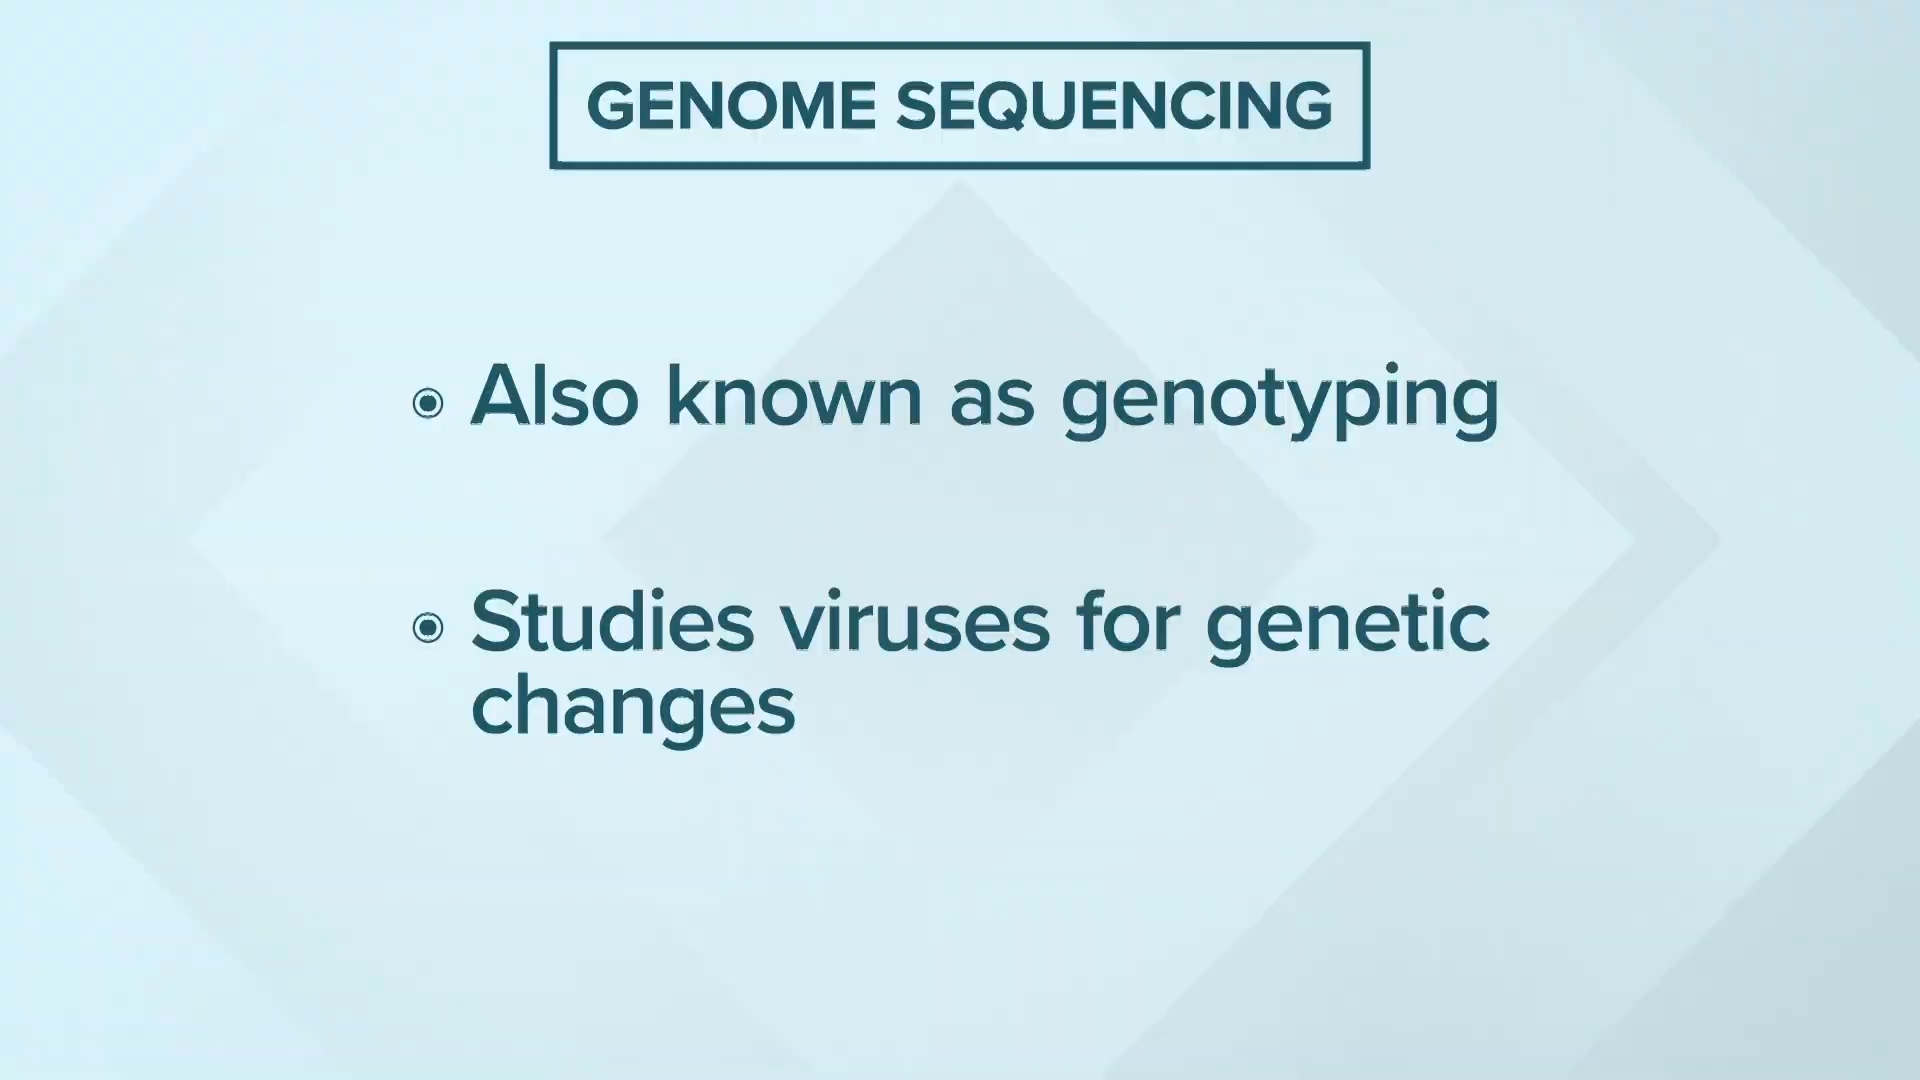 GENOME SEQUENCING
Also known as genotyping
Studies viruses for genetic
changes